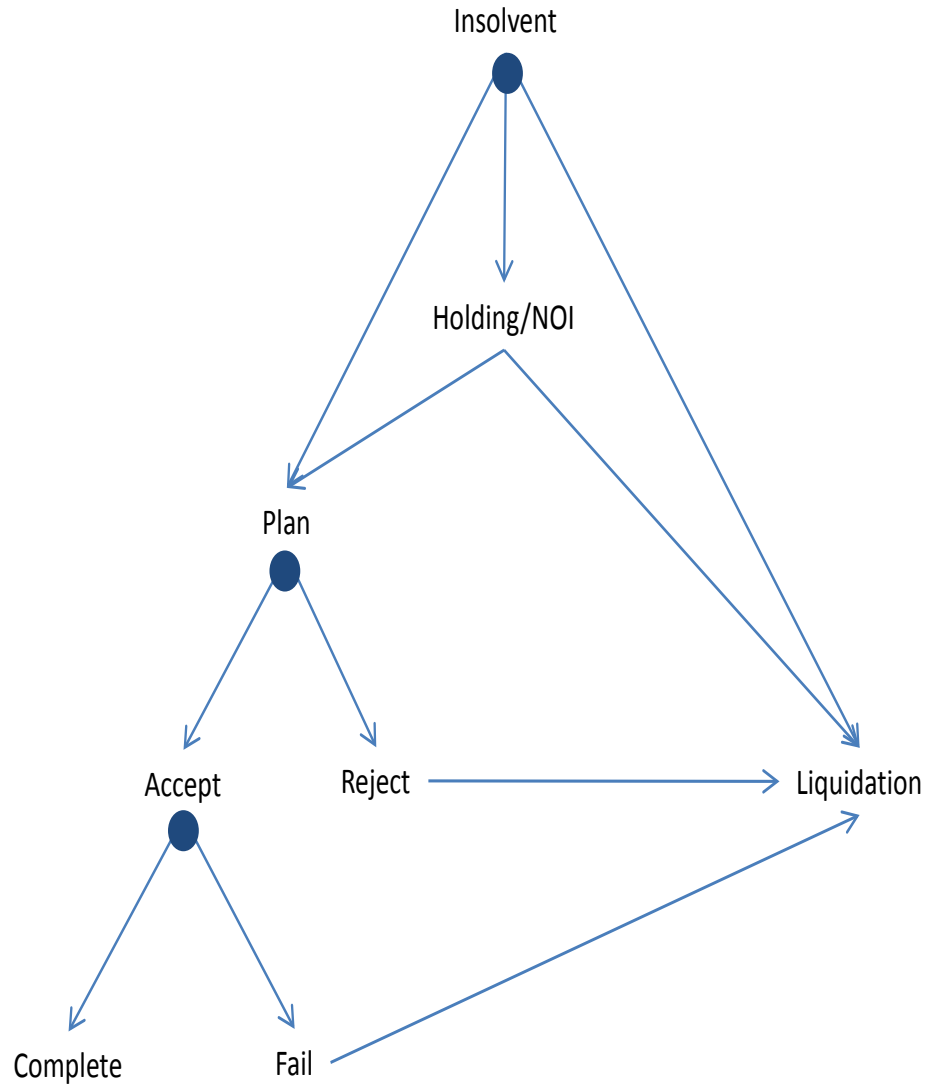 Insolvent
Holding/NOI
Plan
Accept
Reject
Liquidation
Complete
Fail